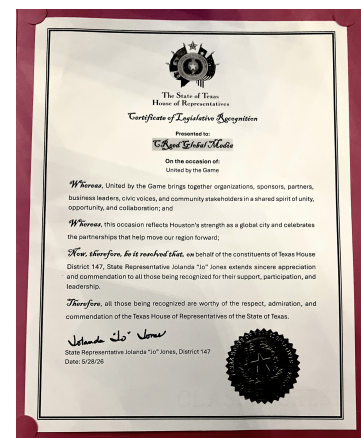 The State of Texas
House of Representatives
Certificate of Legislative Recognition
Presented to:
CReed Global Media
On the occasion of:
United by the Game
Whereas, United by the Game brings together organizations, sponsors, partners,
business leaders, civic voices, and community stakeholders in a shared spirit of unity,
opportunity, and collaboration; and
Whereas, this occasion reflects Houston's strength as a global city and celebrates
the partnerships that help move our region forward;
Now, therefore, be it resolved that, on behalf of the constituents of Texas House
District 147, State Representative Jolanda "Jo" Jones extends sincere appreciation
and commendation to all those being recognized for their support, participation, and
leadership.
Therefore, all those being recognized are worthy of the respect, admiration, and
commendation of the Texas House of Representatives of the State of Texas.
Jolanda "Jo" Jones
State Representative Jolanda "Jo" Jones, District 147
Date: 5/28/26